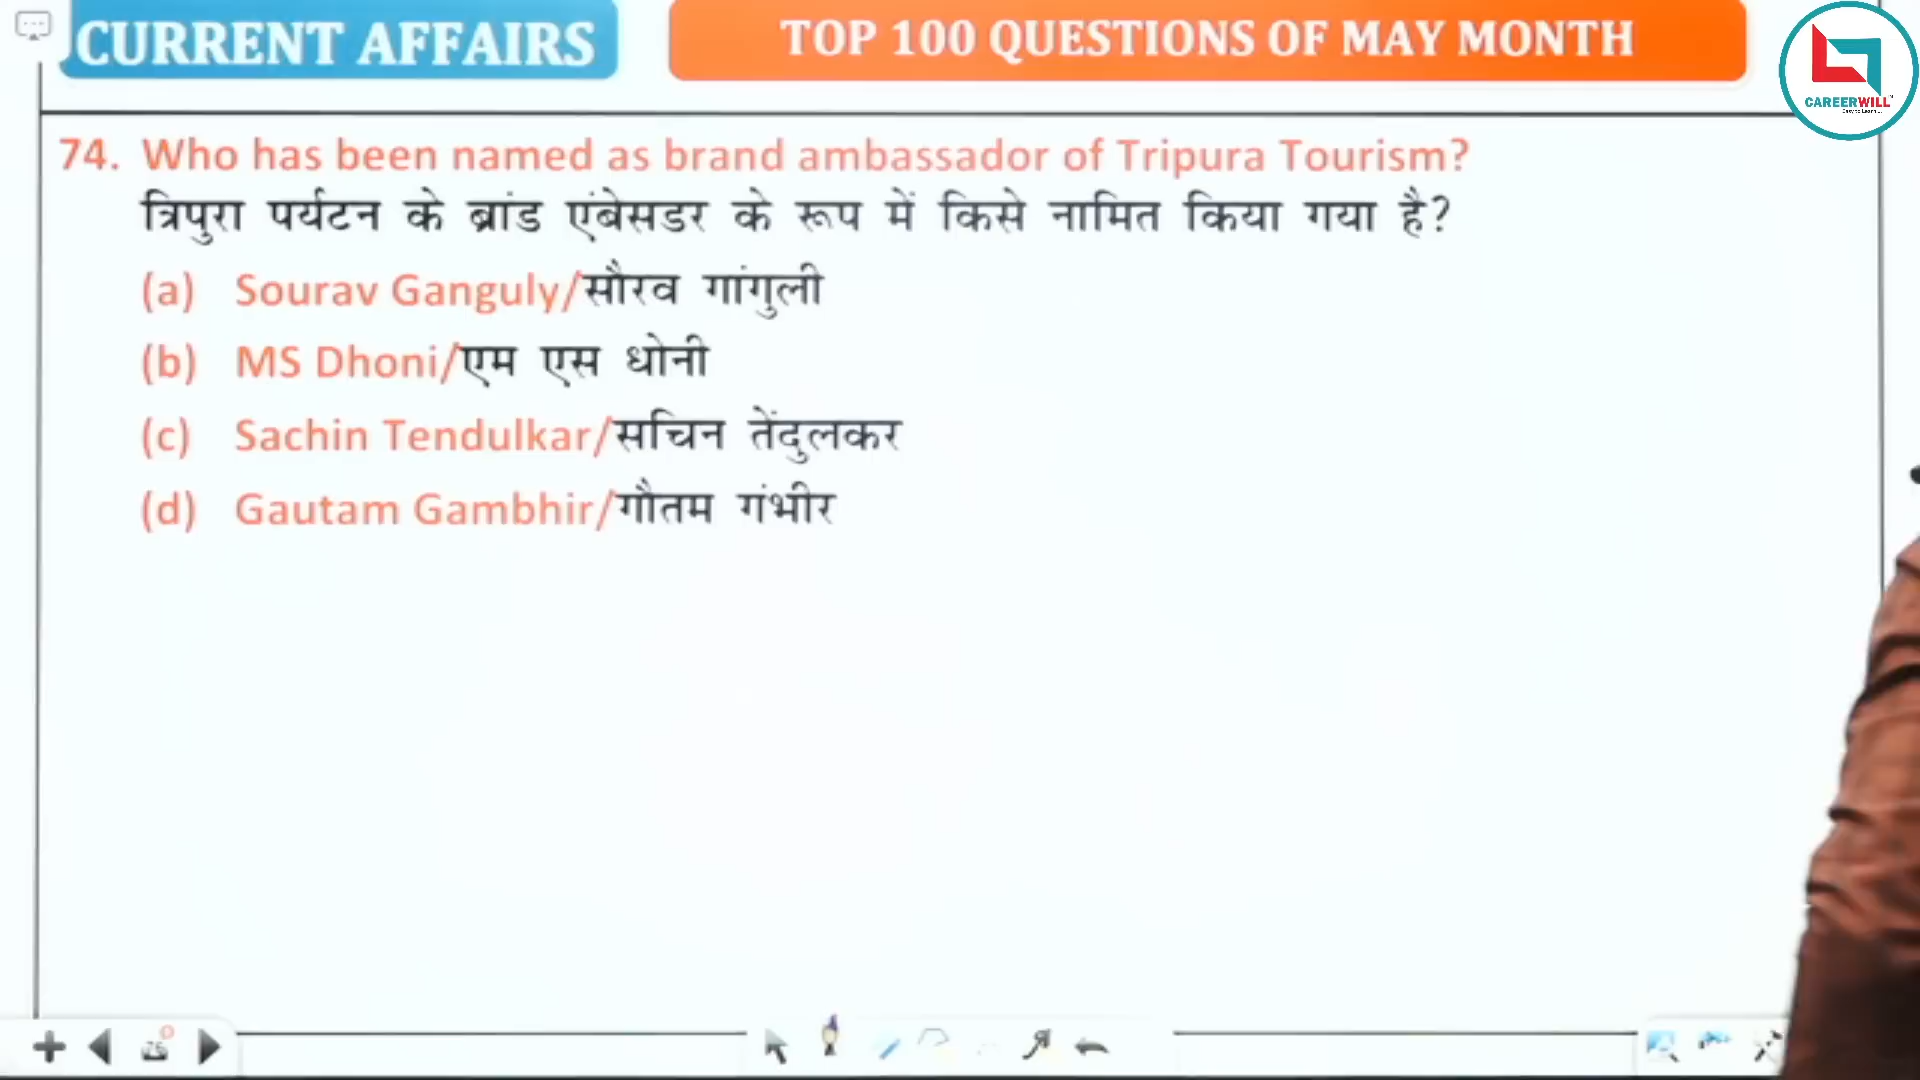 CURRENT AFFAIRS
TOP 100 QUESTIONS OF MAY MONTH
CAREERWILL
74. Who has been named as brand ambassador of Tripura Tourism?
त्रिपुरा पर्यटन के ब्रांड एंबेसडर के रूप में किसे नामित किया गया है?
(a) Sourav Ganguly/सौरव गांगुली
(b) MS Dhoni/एम एस धोनी
(c) Sachin Tendulkar/सचिन तेंदुलकर
(d) Gautam Gambhir/गौतम गंभीर